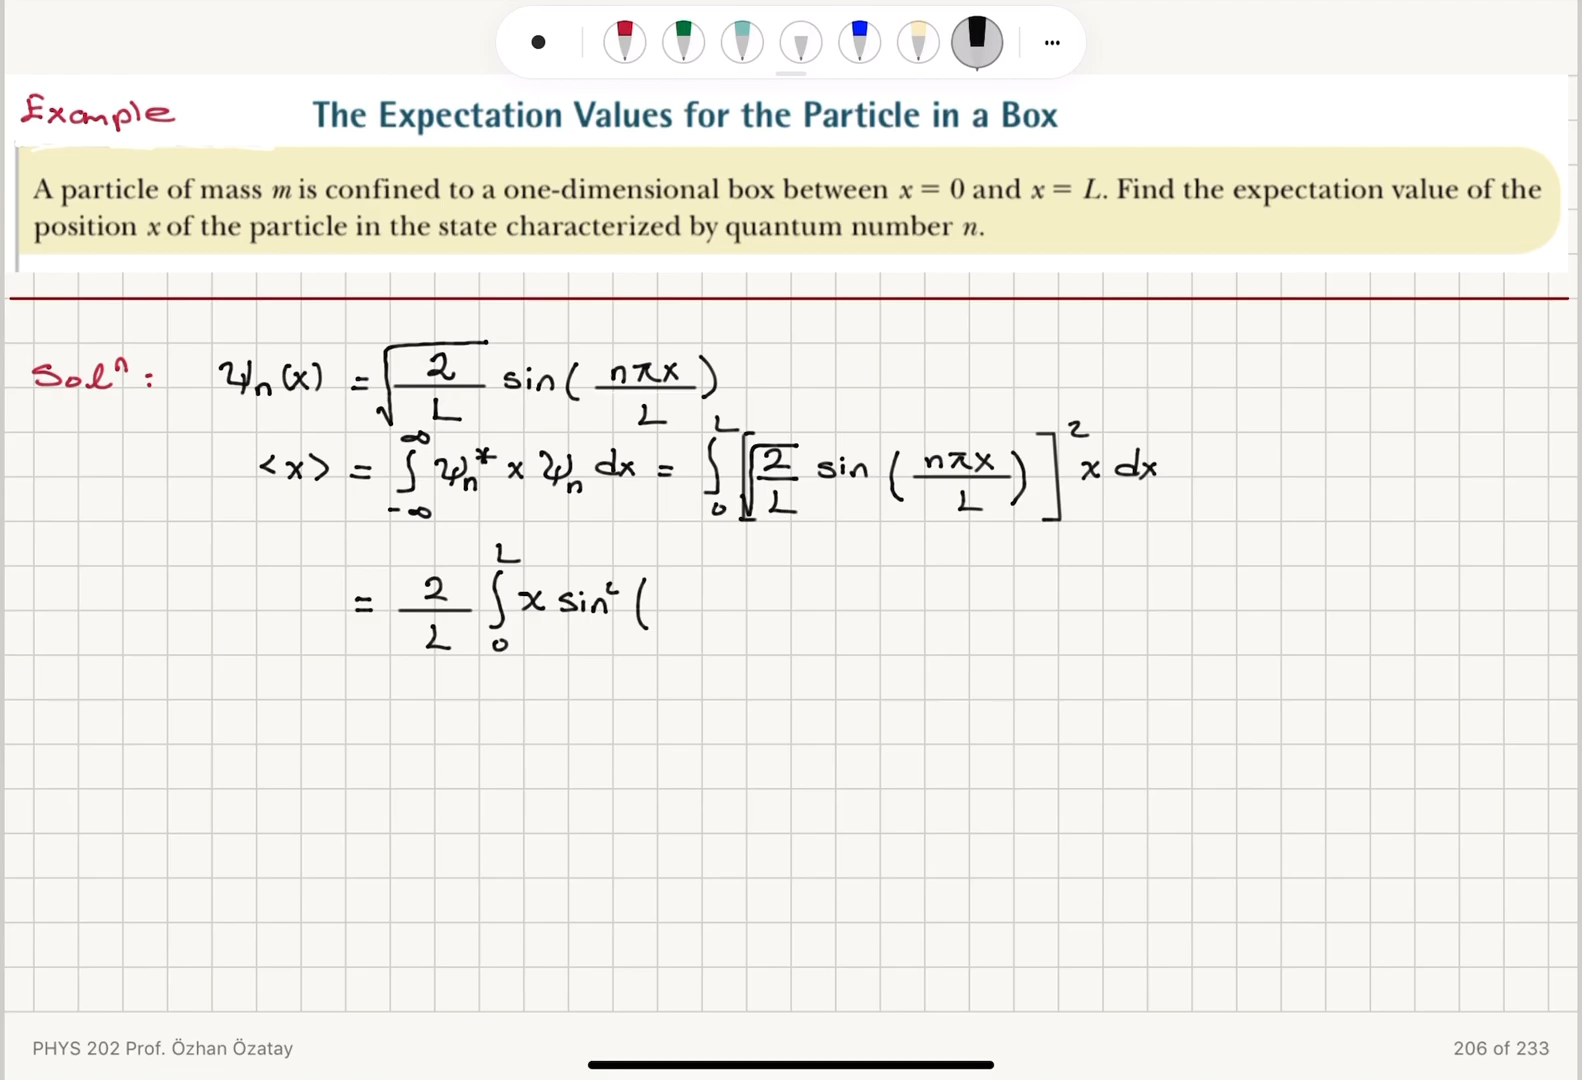 Example The Expectation Values for the Particle in a Box
A particle of mass m is confined to a one-dimensional box between x = 0 and x = L. Find the expectation value of the
position x of the particle in the state characterized by quantum number n.
Solⁿ: ψₙ(x) = √(2/L) sin(nπx/L)
<x> = ∫_{-∞}^{∞} ψₙ* x ψₙ dx = ∫_{0}^{L} [√(2/L) sin(nπx/L)]² x dx
= 2/L ∫_{0}^{L} x sin² (
PHYS 202 Prof. Özhan Özatay 206 of 233